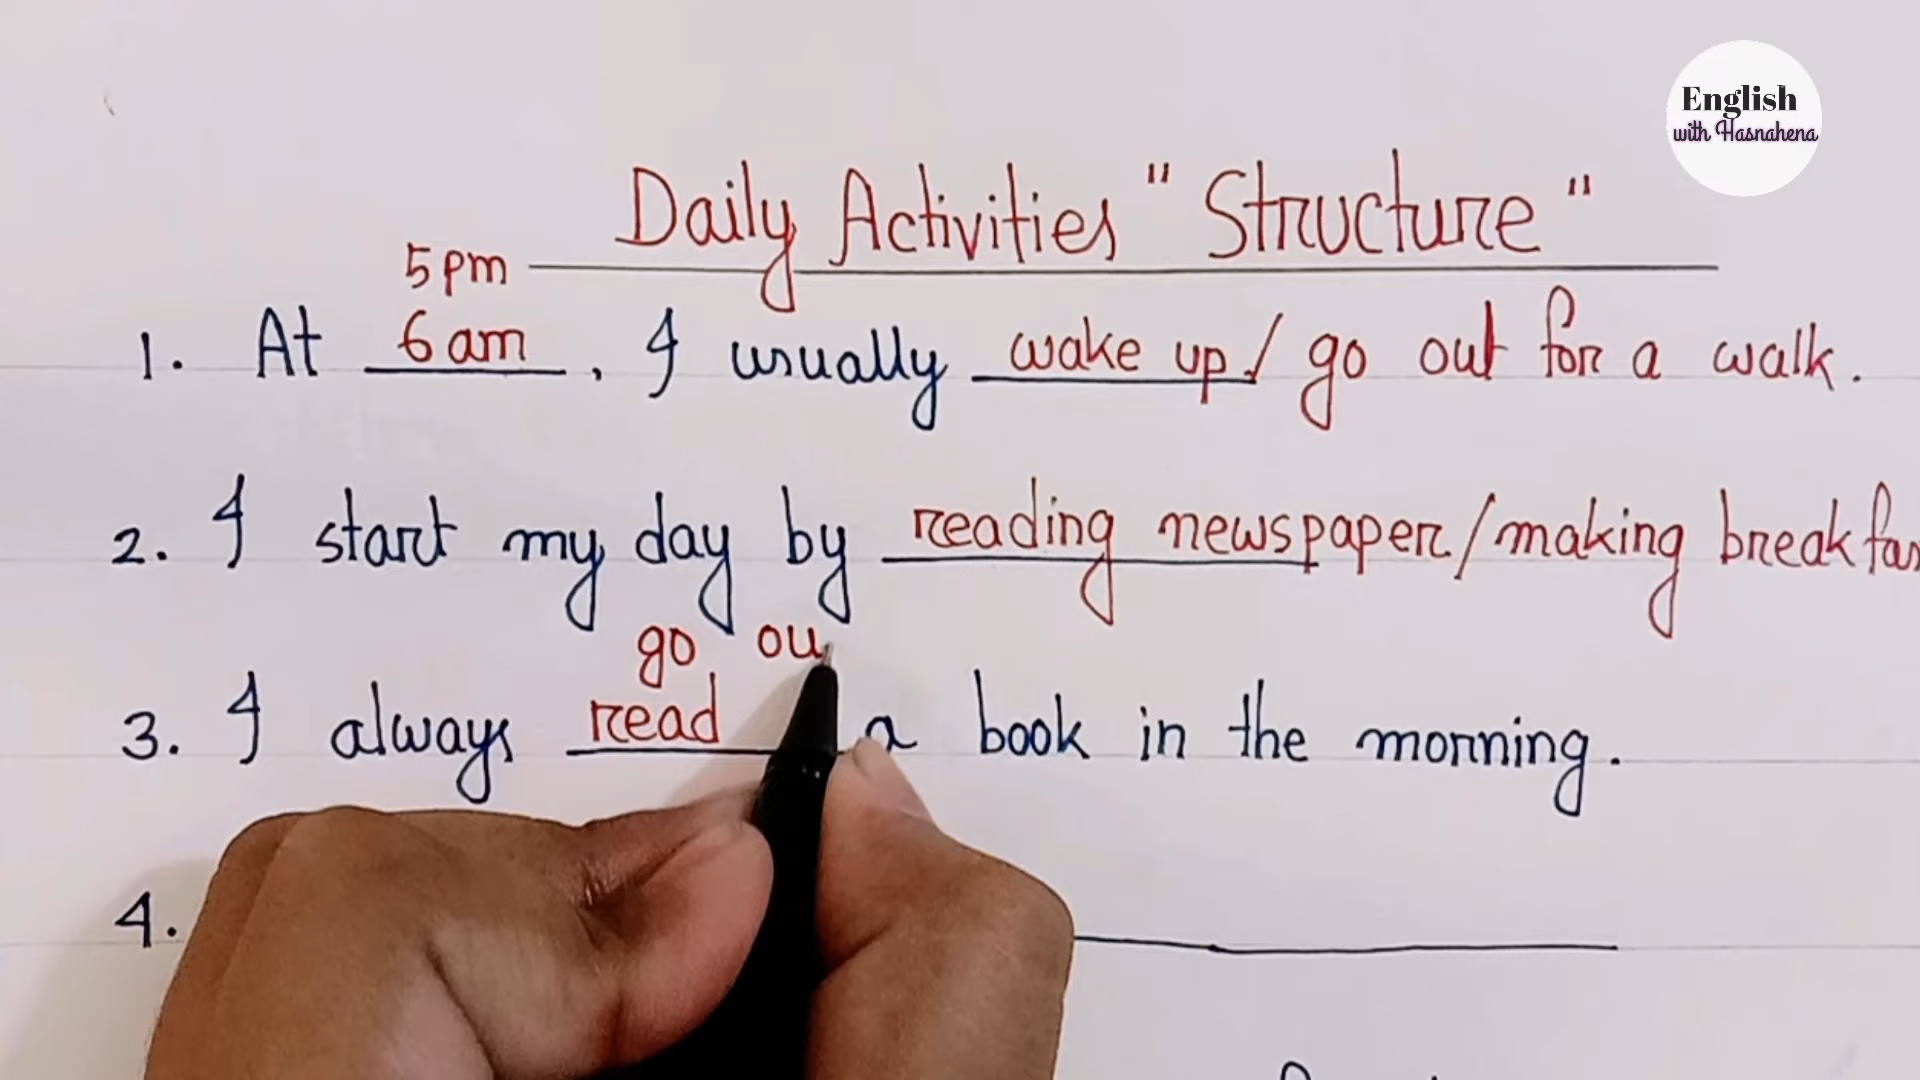 English
with Hasnahena
Daily Activities "Structure"
5 pm
1. At 6 am, I usually wake up / go out for a walk.
2. I start my day by reading newspaper/making breakfas
go ou
3. I always read a book in the morning.
4.